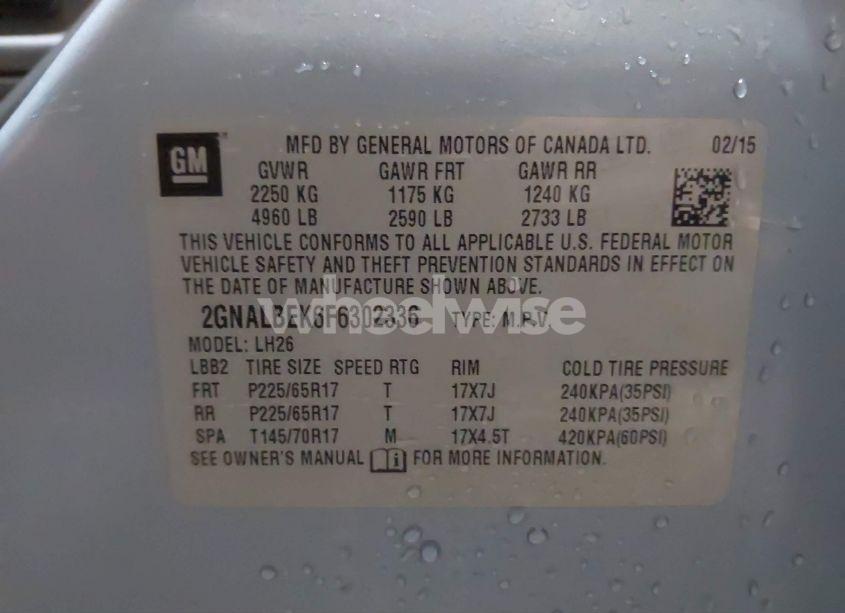 GM
MFD BY GENERAL MOTORS OF CANADA LTD. 02/15
GVWR GAWR FRT GAWR RR
2250 KG 1175 KG 1240 KG
4960 LB 2590 LB 2733 LB
THIS VEHICLE CONFORMS TO ALL APPLICABLE U.S. FEDERAL MOTOR
VEHICLE SAFETY AND THEFT PREVENTION STANDARDS IN EFFECT ON
THE DATE OF MANUFACTURE SHOWN ABOVE.
wheelwise
2GNALBEK6F6302336 TYPE: M.P.V.
MODEL: LH26
LBB2 TIRE SIZE SPEED RTG RIM COLD TIRE PRESSURE
FRT P225/65R17 T 17X7J 240KPA(35PSI)
RR P225/65R17 T 17X7J 240KPA(35PSI)
SPA T145/70R17 M 17X4.5T 420KPA(60PSI)
SEE OWNER'S MANUAL i FOR MORE INFORMATION.